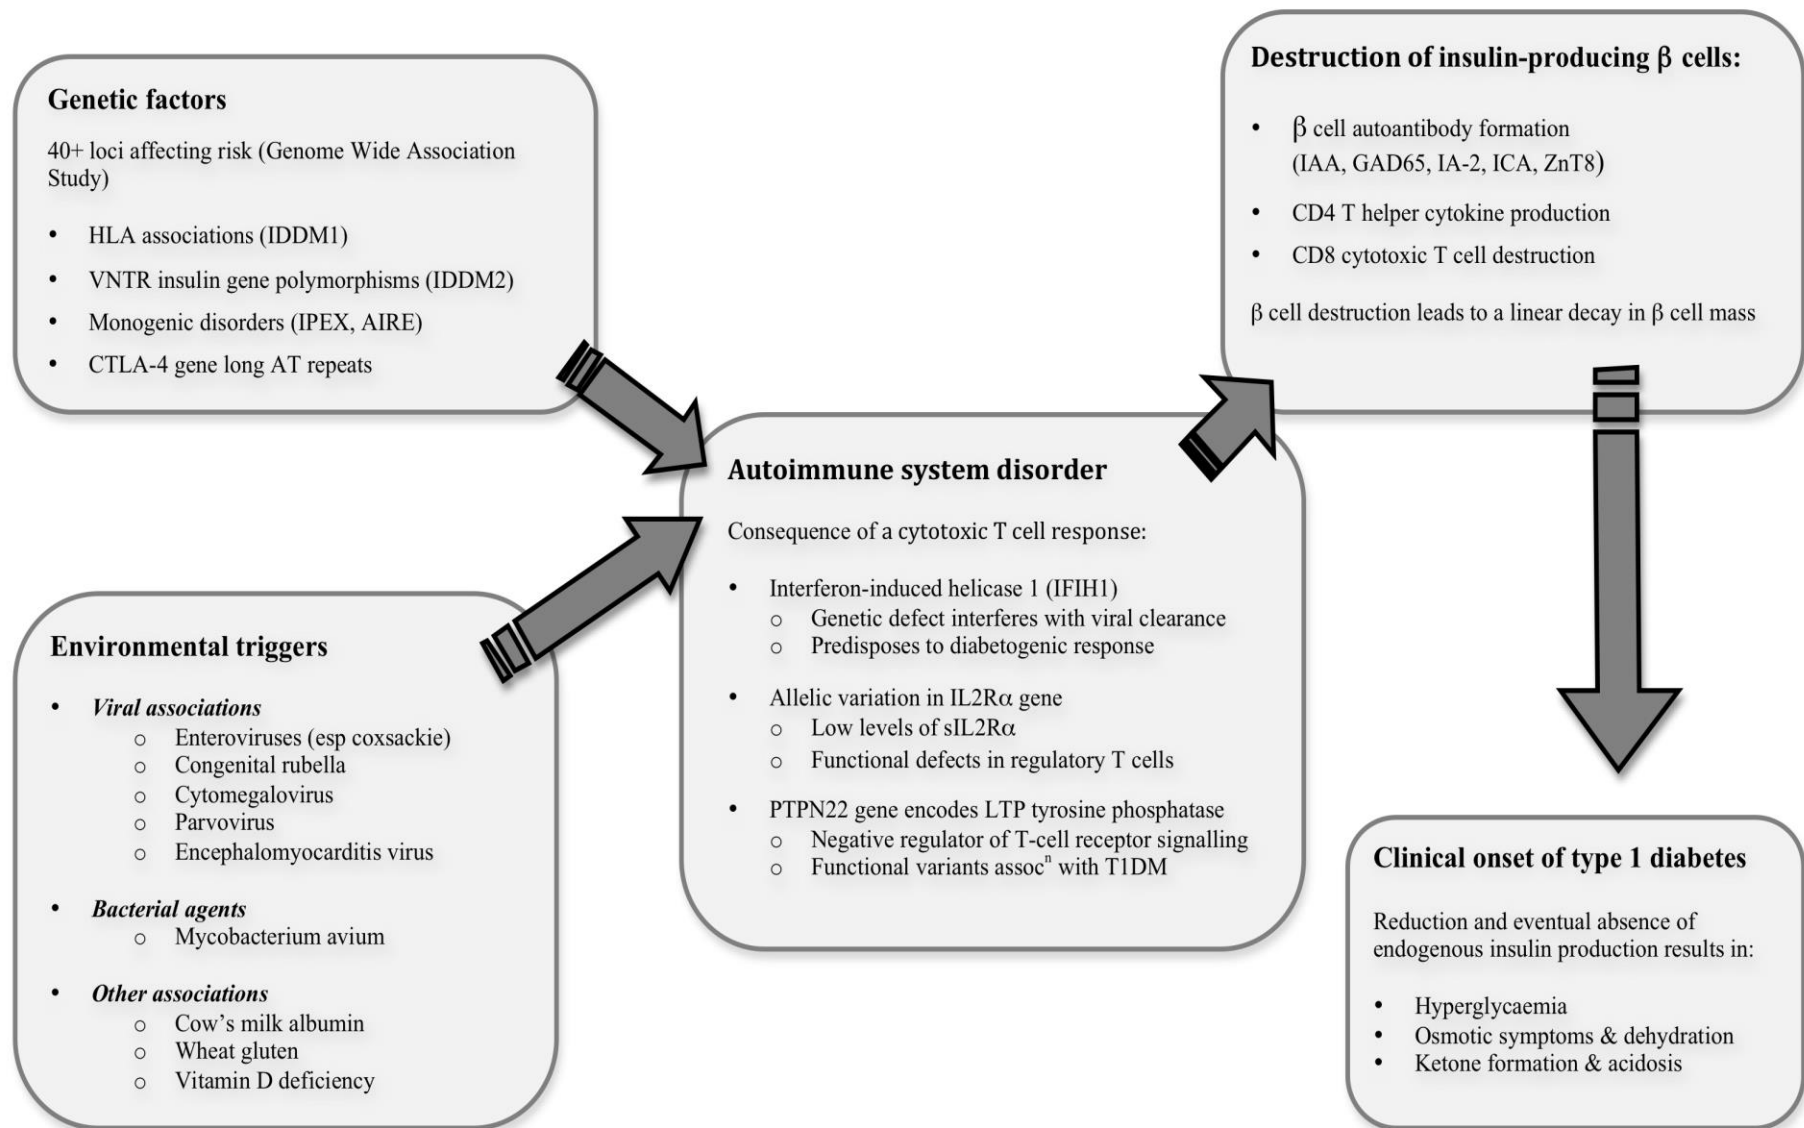 Genetic factors
40+ loci affecting risk (Genome Wide Association
Study)
• HLA associations (IDDM1)
• VNTR insulin gene polymorphisms (IDDM2)
• Monogenic disorders (IPEX, AIRE)
• CTLA-4 gene long AT repeats
Environmental triggers
• Viral associations
o Enteroviruses (esp coxsackie)
o Congenital rubella
o Cytomegalovirus
o Parvovirus
o Encephalomyocarditis virus
• Bacterial agents
o Mycobacterium avium
• Other associations
o Cow's milk albumin
o Wheat gluten
o Vitamin D deficiency
Autoimmune system disorder
Consequence of a cytotoxic T cell response:
• Interferon-induced helicase 1 (IFIH1)
o Genetic defect interferes with viral clearance
o Predisposes to diabetogenic response
• Allelic variation in IL2Rα gene
o Low levels of sIL2Rα
o Functional defects in regulatory T cells
• PTPN22 gene encodes LTP tyrosine phosphatase
o Negative regulator of T-cell receptor signalling
o Functional variants assocⁿ with T1DM
Destruction of insulin-producing β cells:
• β cell autoantibody formation
(IAA, GAD65, IA-2, ICA, ZnT8)
• CD4 T helper cytokine production
• CD8 cytotoxic T cell destruction
β cell destruction leads to a linear decay in β cell mass
Clinical onset of type 1 diabetes
Reduction and eventual absence of
endogenous insulin production results in:
• Hyperglycaemia
• Osmotic symptoms & dehydration
• Ketone formation & acidosis